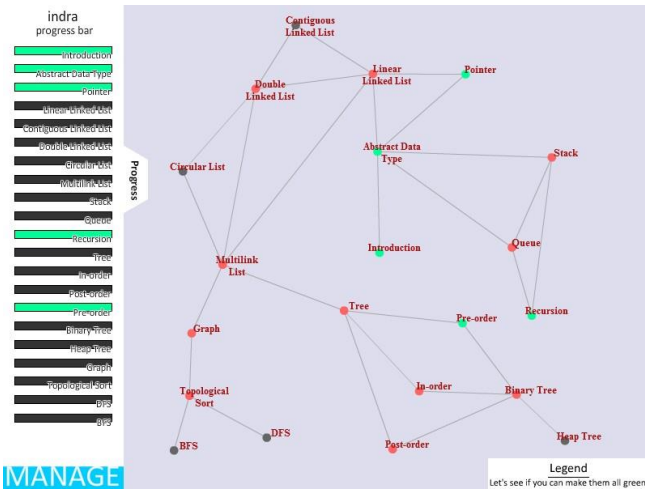 indra
progress bar
Introduction
Abstract Data Type
Pointer
Linear Linked List
Contiguous Linked List
Double Linked List
Circular List
Multilink List
Stack
Queue
Recursion
Tree
In-order
Post-order
Pre-order
Binary Tree
Heap Tree
Graph
Topological Sort
DFS
BFS
MANAGE
Progress
Contiguous
Linked List
Double
Linked List
Linear
Linked List
Pointer
Abstract Data
Type
Stack
Circular List
Introduction
Queue
Multilink
List
Tree
Pre-order
Recursion
Graph
In-order
Binary Tree
Topological
Sort
BFS
DFS
Post-order
Heap Tree
Legend
Let's see if you can make them all green